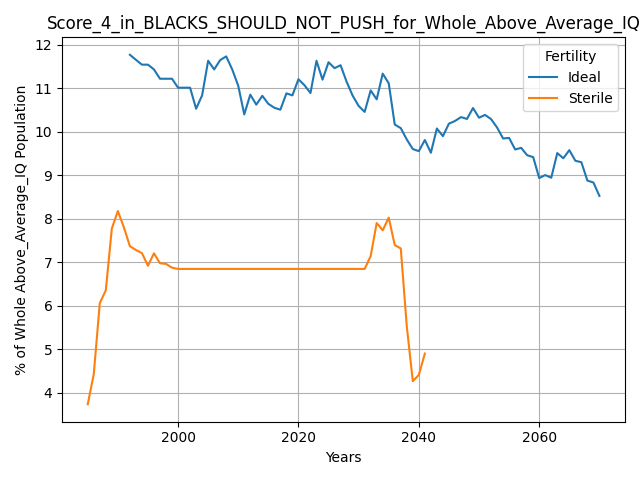 Score_4_in_BLACKS_SHOULD_NOT_PUSH_for_Whole_Above_Average_IQ
% of Whole Above_Average_IQ Population
12
11
10
9
8
7
6
5
4
Fertility
Ideal
Sterile
2000 2020 2040 2060
Years